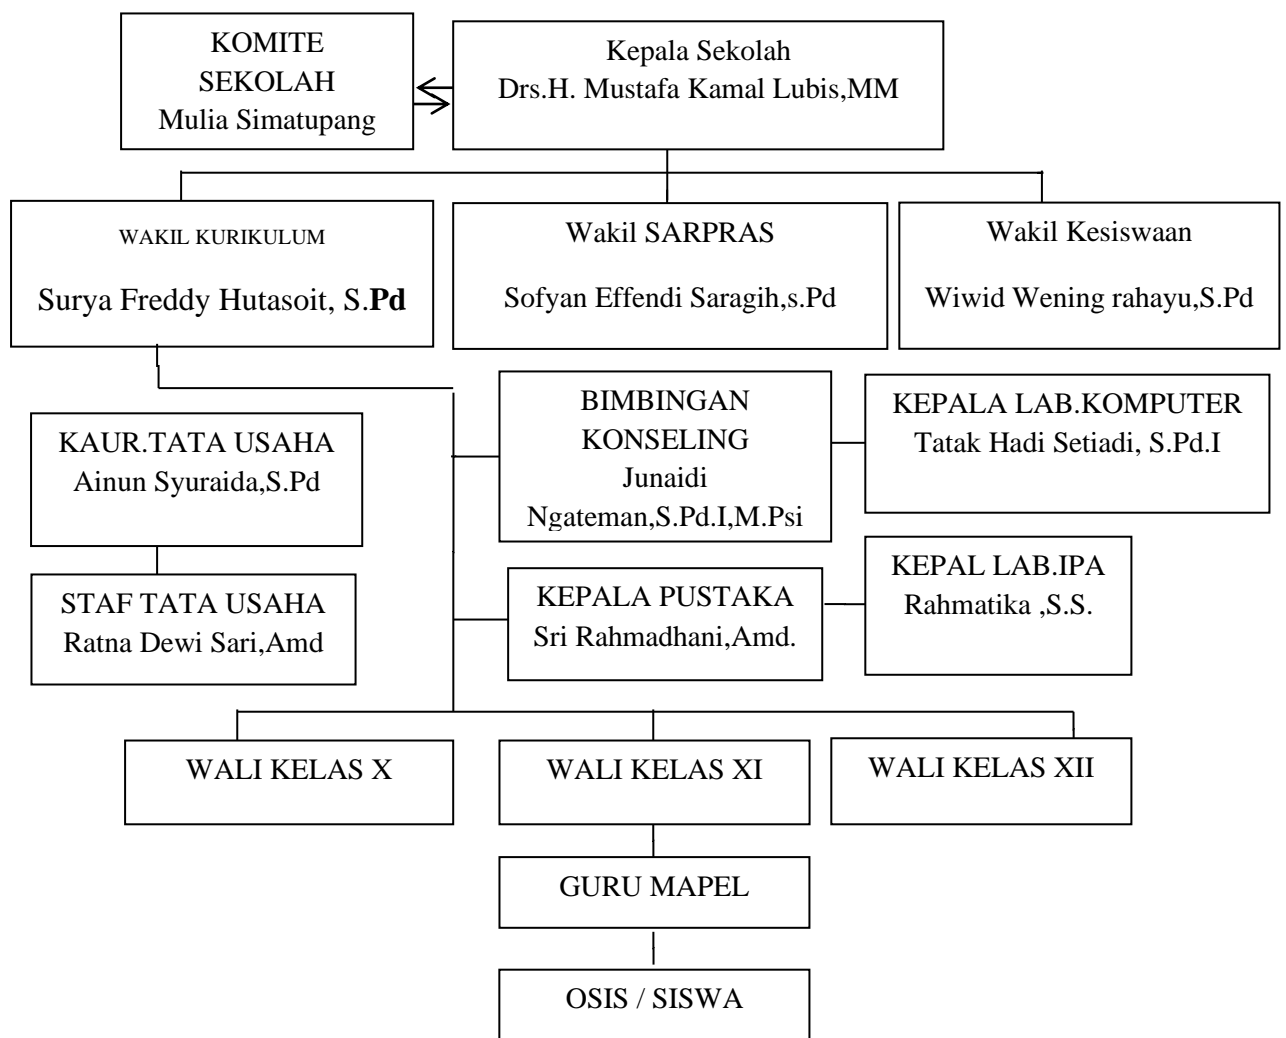 KOMITE
SEKOLAH
Mulia Simatupang
Kepala Sekolah
Drs.H. Mustafa Kamal Lubis,MM
WAKIL KURIKULUM
Surya Freddy Hutasoit, S.Pd
Wakil SARPRAS
Sofyan Effendi Saragih,s.Pd
Wakil Kesiswaan
Wiwid Wening rahayu,S.Pd
KAUR.TATA USAHA
Ainun Syuraida,S.Pd
BIMBINGAN
KONSELING
Junaidi
Ngateman,S.Pd.I,M.Psi
KEPALA LAB.KOMPUTER
Tatak Hadi Setiadi, S.Pd.I
STAF TATA USAHA
Ratna Dewi Sari,Amd
KEPALA PUSTAKA
Sri Rahmadhani,Amd.
KEPAL LAB.IPA
Rahmatika ,S.S.
WALI KELAS X
WALI KELAS XI
WALI KELAS XII
GURU MAPEL
OSIS / SISWA